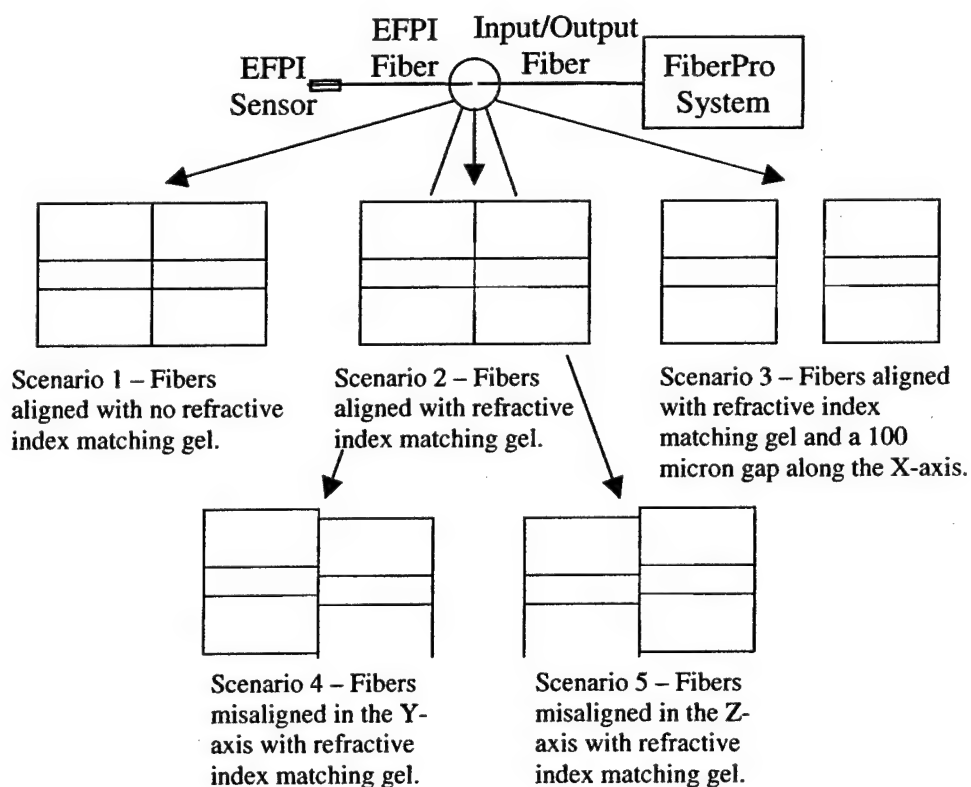 EFPI
Sensor
EFPI
Fiber
Input/Output
Fiber
FiberPro
System
Scenario 1 – Fibers
aligned with no refractive
index matching gel.
Scenario 2 – Fibers
aligned with refractive
index matching gel.
Scenario 3 – Fibers aligned
with refractive index
matching gel and a 100
micron gap along the X-axis.
Scenario 4 – Fibers
misaligned in the Y-
axis with refractive
index matching gel.
Scenario 5 – Fibers
misaligned in the Z-
axis with refractive
index matching gel.